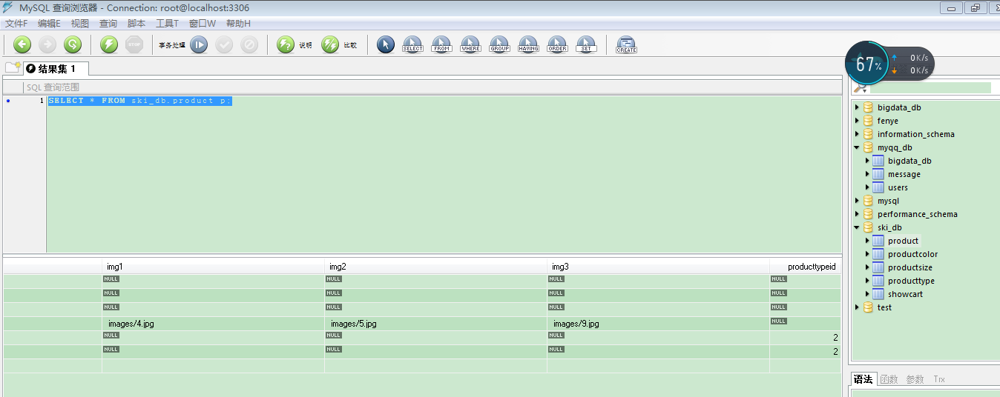 MySQL 查询浏览器 - Connection: root@localhost:3306
文件F 编辑E 视图 查询 脚本 工具T 窗口W 帮助H
STOP 事务处理 说明 比较 SELECT FROM WHERE GROUP HAVING ORDER SET CREATE
67% 0K/s
0K/s
结果集 1
SQL 查询范围
1 SELECT * FROM ski_db.product p;
bigdata_db
fenye
information_schema
myqq_db
bigdata_db
message
users
mysql
performance_schema
ski_db
product
productcolor
productsize
producttype
showcart
test
img1 img2 img3 producttypeid
NULL NULL NULL NULL
NULL NULL NULL NULL
NULL NULL NULL NULL
images/4.jpg images/5.jpg images/9.jpg NULL
NULL NULL NULL 2
NULL NULL NULL 2
语法 函数 参数 Trx